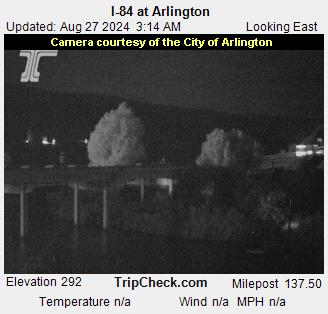 I-84 at Arlington
Updated: Aug 27 2024 3:14 AM Looking East
Camera courtesy of the City of Arlington
Elevation 292 TripCheck.com Milepost 137.50
Temperature n/a Wind n/a MPH n/a